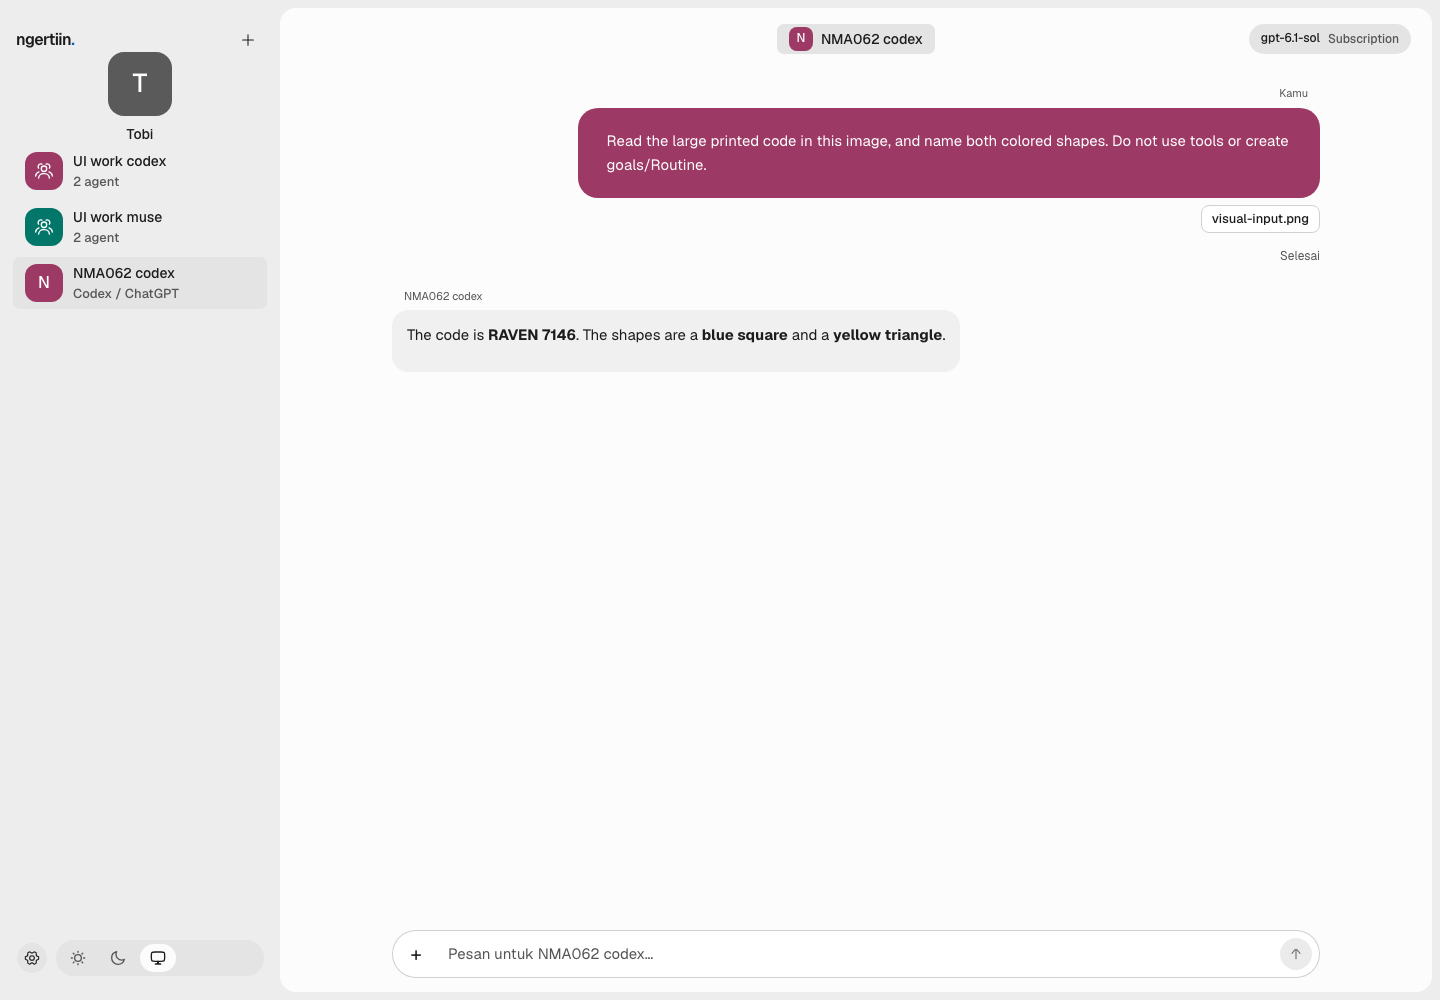 ngertiin.
T
Tobi
UI work codex
2 agent
UI work muse
2 agent
N
NMA062 codex
Codex / ChatGPT
N NMA062 codex
gpt-6.1-sol Subscription
Kamu
Read the large printed code in this image, and name both colored shapes. Do not use tools or create
goals/Routine.
visual-input.png
Selesai
NMA062 codex
The code is RAVEN 7146. The shapes are a blue square and a yellow triangle.
Pesan untuk NMA062 codex...